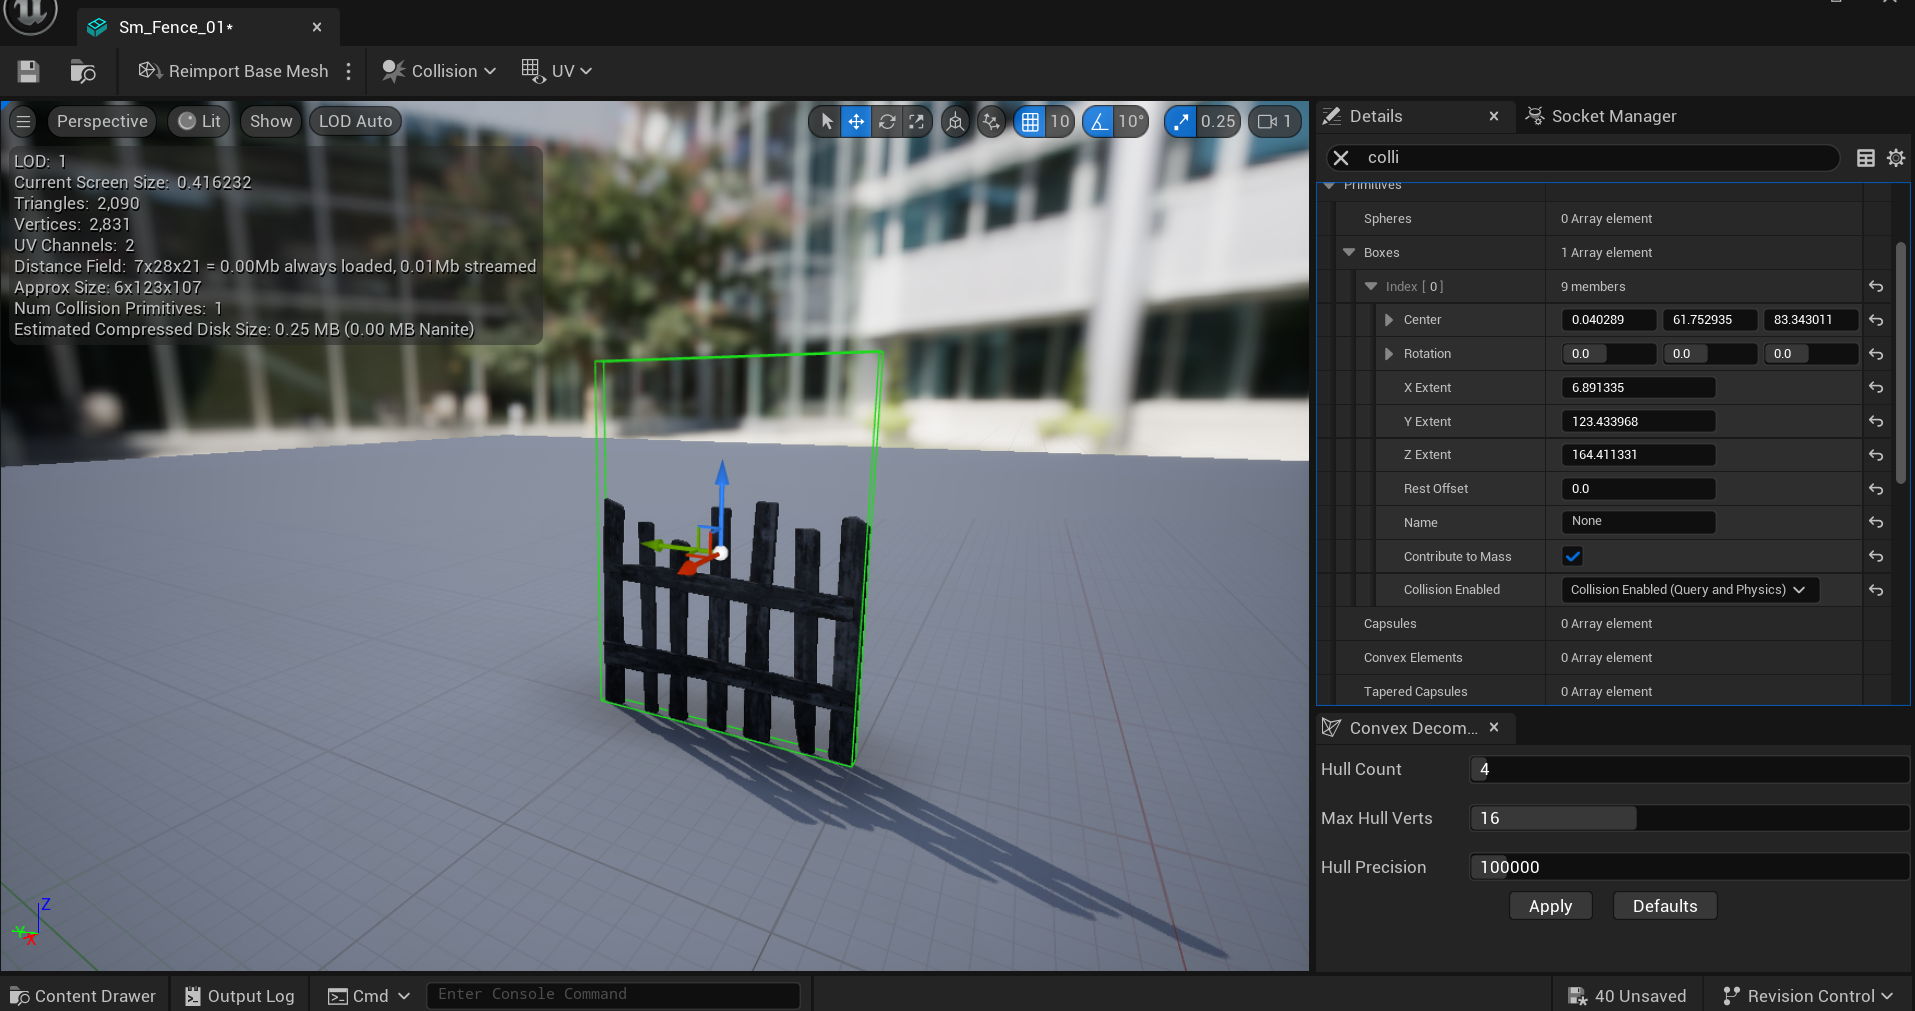 Sm_Fence_01*
Reimport Base Mesh
Collision
UV
Perspective
Lit
Show
LOD Auto
10
10°
0.25
1
LOD: 1
Current Screen Size: 0.416232
Triangles: 2,090
Vertices: 2,831
UV Channels: 2
Distance Field: 7x28x21 = 0.00Mb always loaded, 0.01Mb streamed
Approx Size: 6x123x107
Num Collision Primitives: 1
Estimated Compressed Disk Size: 0.25 MB (0.00 MB Nanite)
Z
Y
X
Details
Socket Manager
colli
Primitives
Spheres 0 Array element
Boxes 1 Array element
Index [ 0 ] 9 members
Center 0.040289 61.752935 83.343011
Rotation 0.0 0.0 0.0
X Extent 6.891335
Y Extent 123.433968
Z Extent 164.411331
Rest Offset 0.0
Name None
Contribute to Mass
Collision Enabled Collision Enabled (Query and Physics)
Capsules 0 Array element
Convex Elements 0 Array element
Tapered Capsules 0 Array element
Convex Decom...
Hull Count 4
Max Hull Verts 16
Hull Precision 100000
Apply Defaults
Content Drawer
Output Log
Cmd
Enter Console Command
40 Unsaved
Revision Control